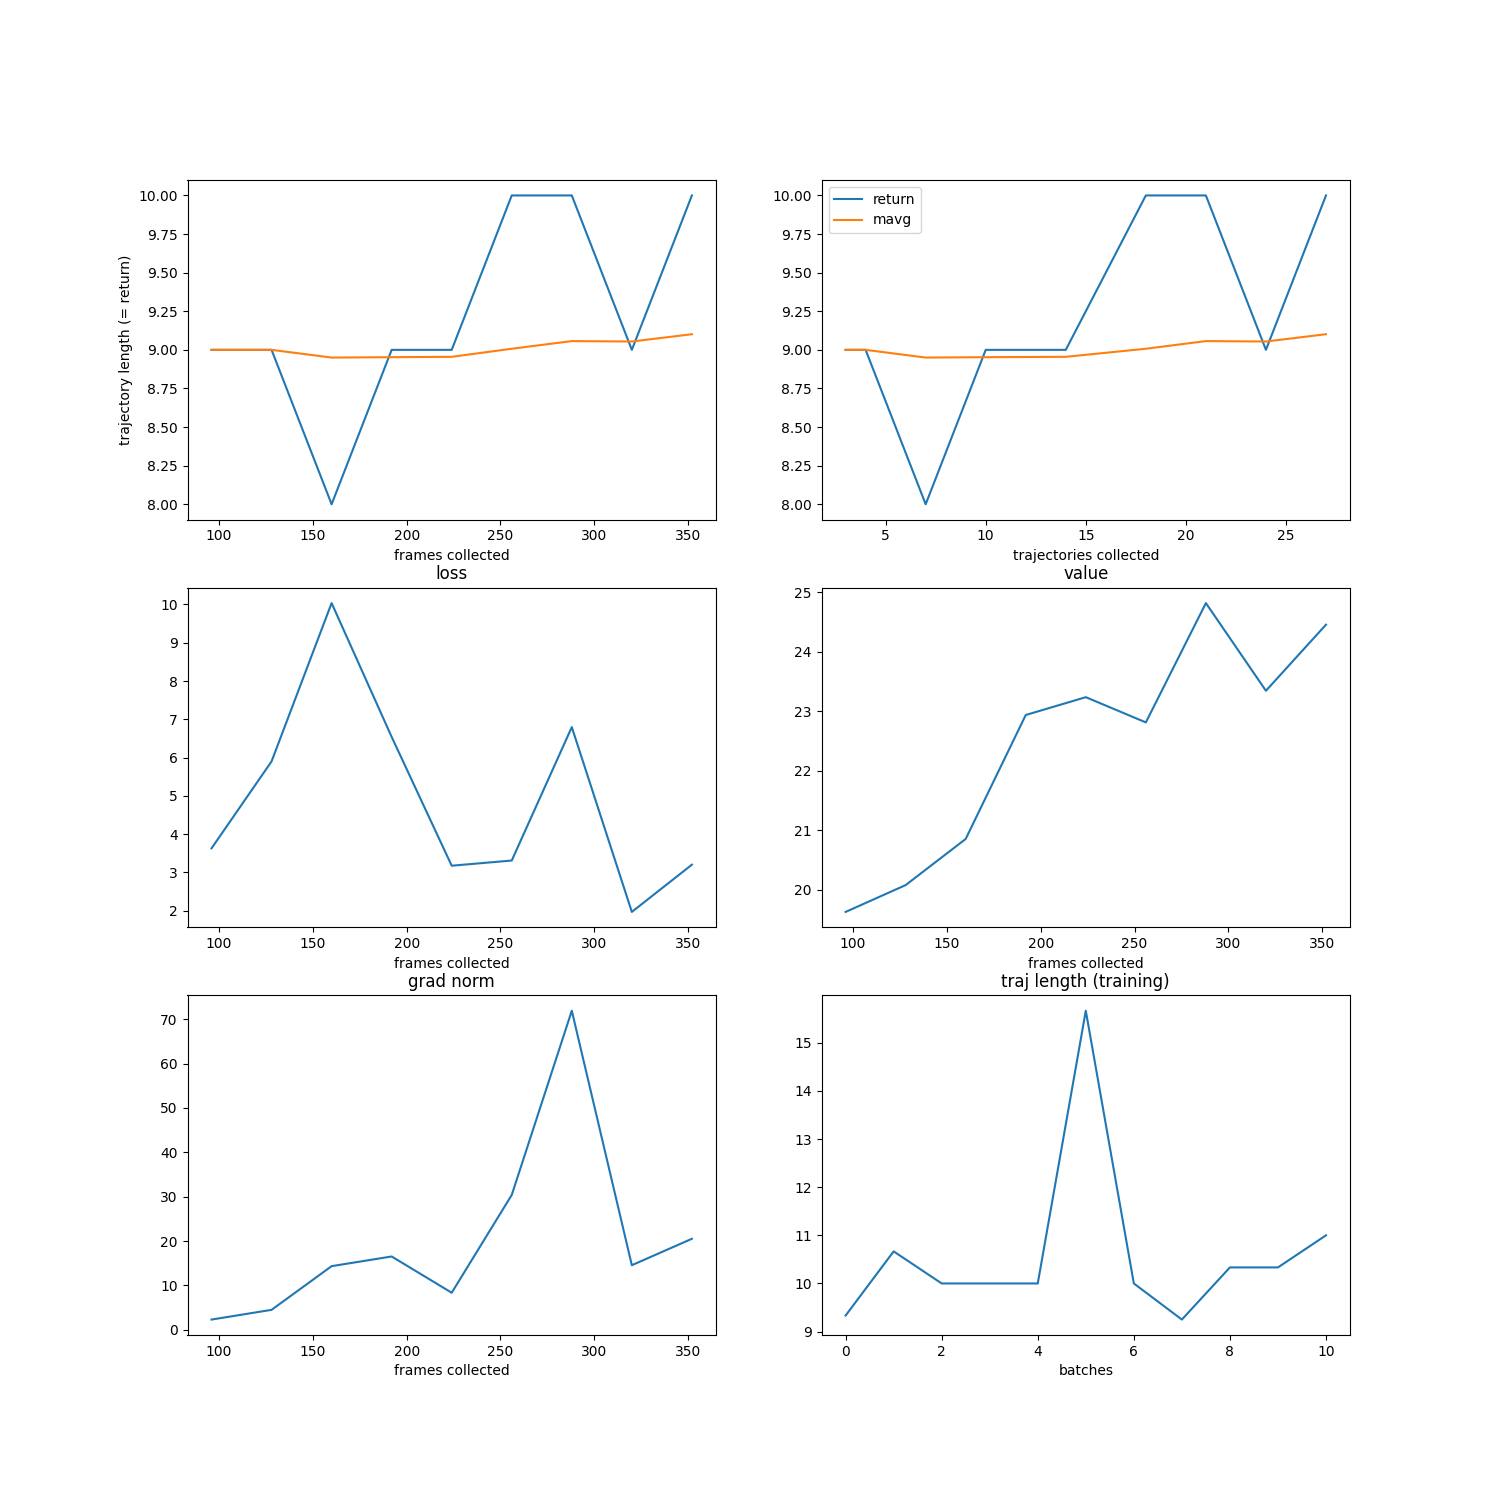 10.00
9.75
9.50
9.25
9.00
8.75
8.50
8.25
8.00
trajectory length (= return)
100 150 200 250 300 350
frames collected
return
mavg
10.00
9.75
9.50
9.25
9.00
8.75
8.50
8.25
8.00
5 10 15 20 25
trajectories collected
loss
10
9
8
7
6
5
4
3
2
100 150 200 250 300 350
frames collected
value
25
24
23
22
21
20
100 150 200 250 300 350
frames collected
grad norm
70
60
50
40
30
20
10
0
100 150 200 250 300 350
frames collected
traj length (training)
15
14
13
12
11
10
9
0 2 4 6 8 10
batches